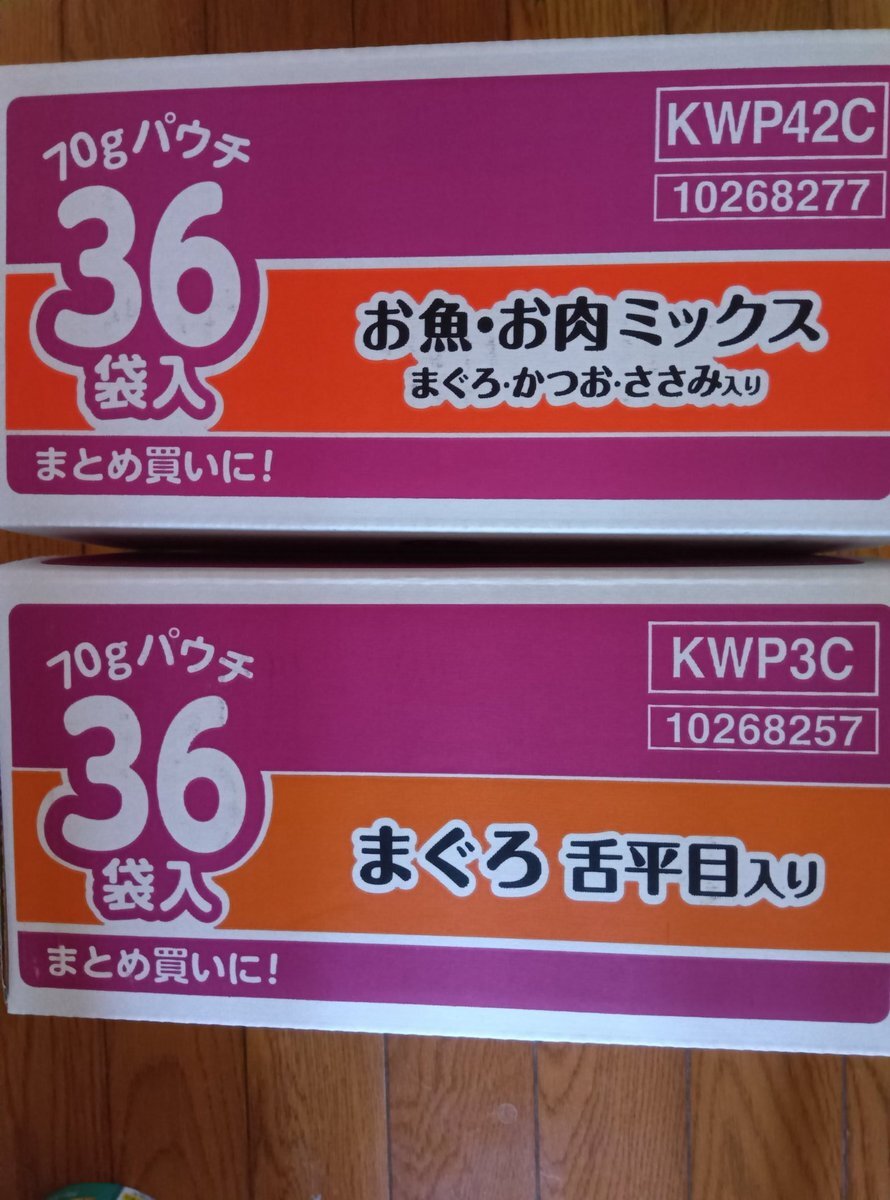 70gパウチ
36
袋入
まとめ買いに!
KWP42C
10268277
お魚・お肉ミックス
まぐろ・かつお・ささみ入り
70gパウチ
36
袋入
まとめ買いに!
KWP3C
10268257
まぐろ 舌平目入り